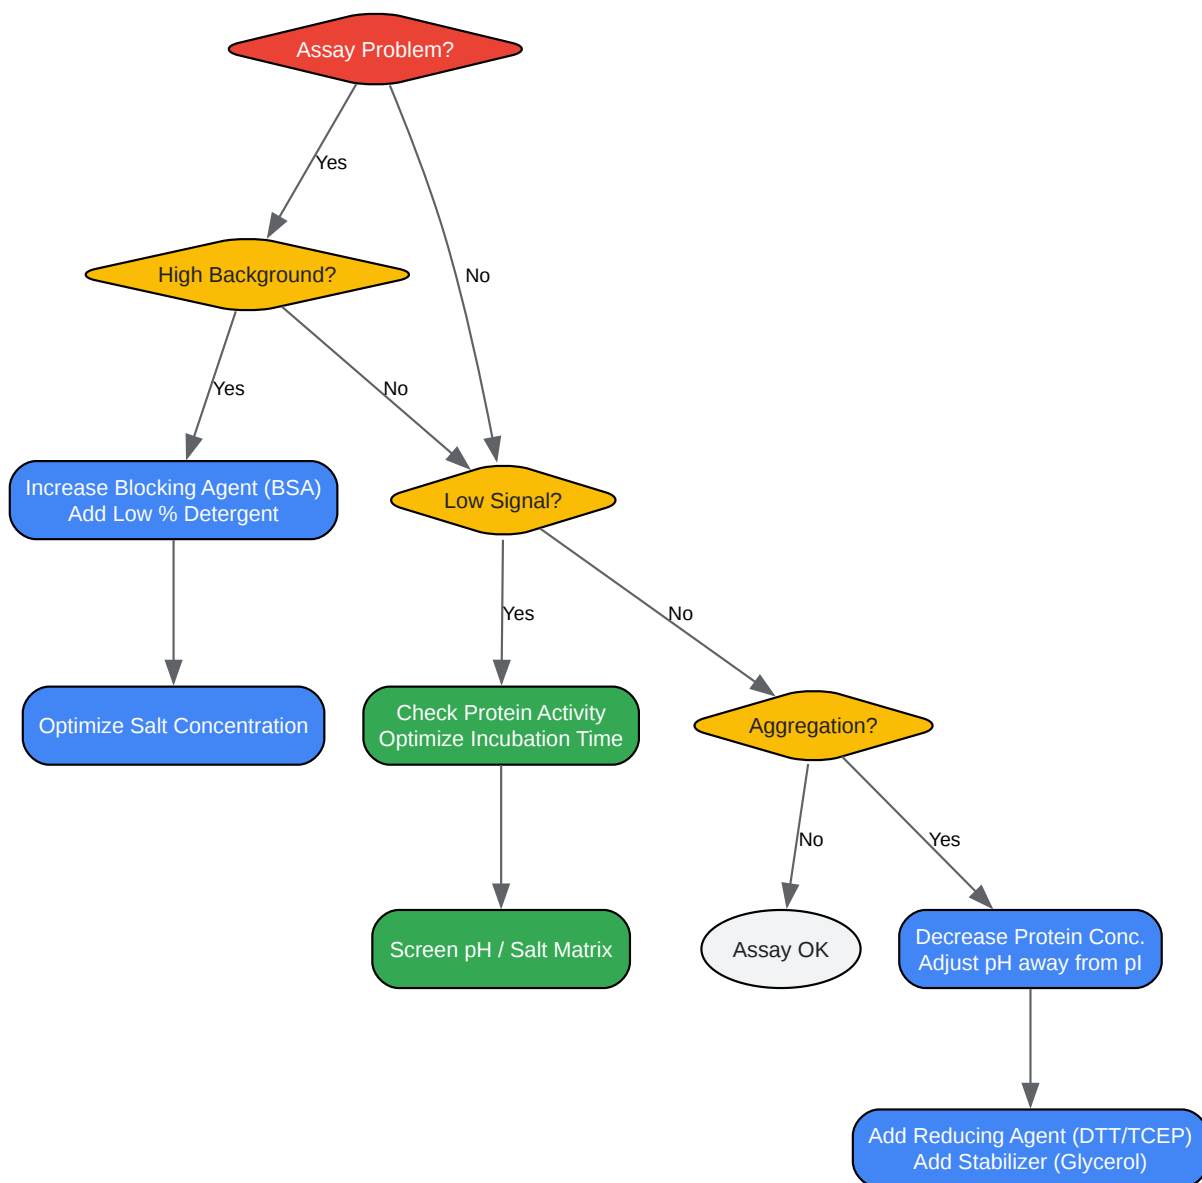 Assay Problem?
Yes
No
High Background?
Yes
No
Increase Blocking Agent (BSA)
Add Low % Detergent
Low Signal?
Yes
No
Optimize Salt Concentration
Check Protein Activity
Optimize Incubation Time
Aggregation?
No
Yes
Screen pH / Salt Matrix
Assay OK
Decrease Protein Conc.
Adjust pH away from pI
Add Reducing Agent (DTT/TCEP)
Add Stabilizer (Glycerol)